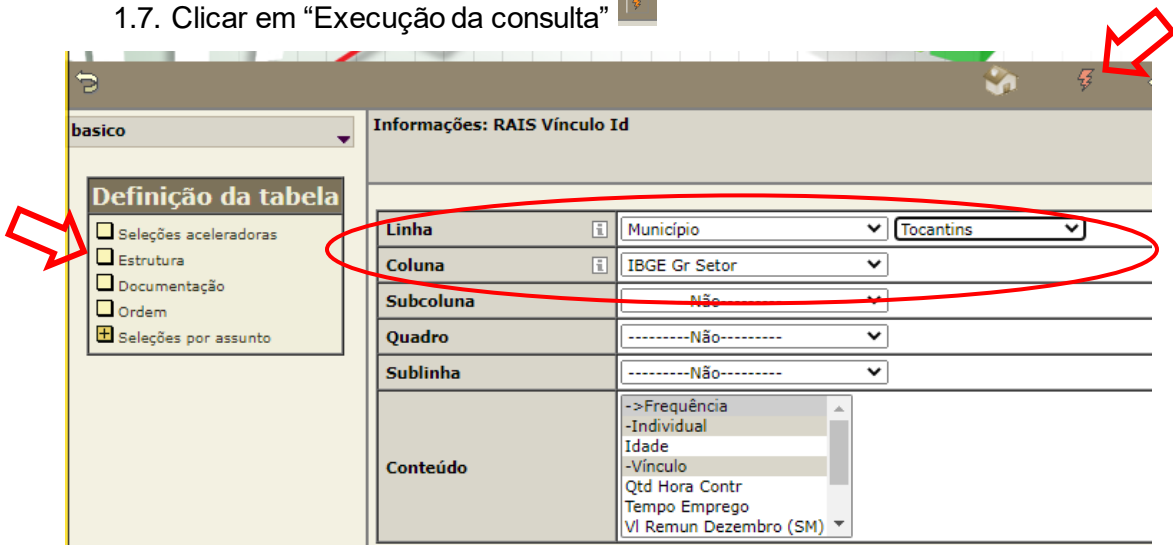 1.7. Clicar em “Execução da consulta”
basico
Informações: RAIS Vínculo Id
Definição da tabela
Seleções aceleradoras
Estrutura
Documentação
Ordem
Seleções por assunto
Linha Município Tocantins
Coluna IBGE Gr Setor
Subcoluna ---------Não---------
Quadro ---------Não---------
Sublinha ---------Não---------
Conteúdo
->Frequência
-Individual
Idade
-Vínculo
Qtd Hora Contr
Tempo Emprego
Vl Remun Dezembro (SM)